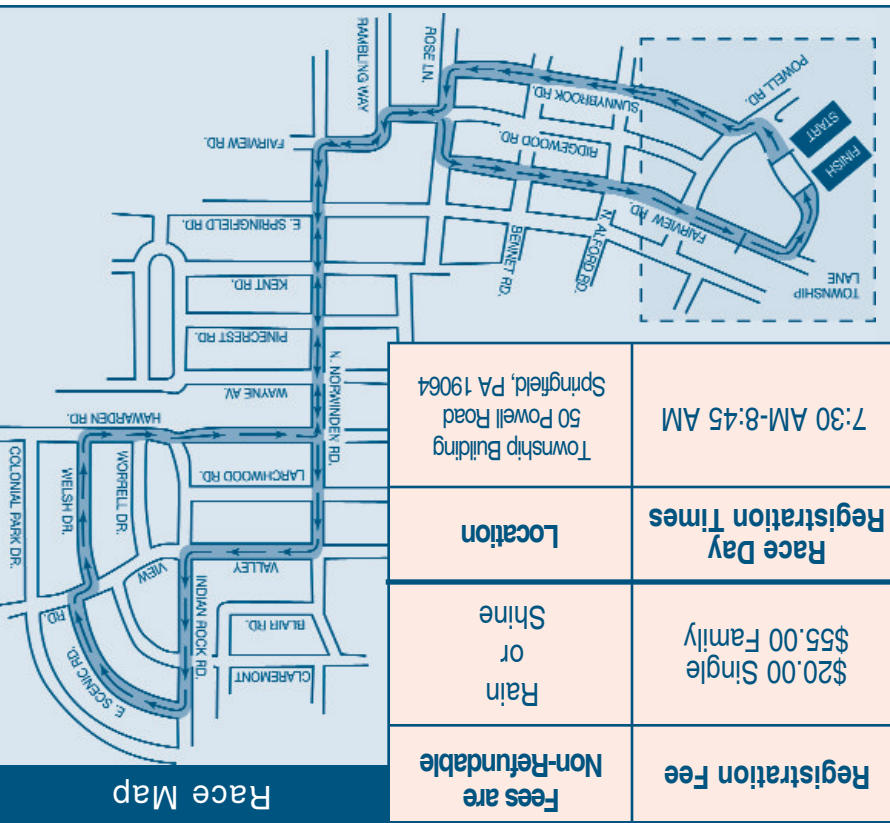 Registration Fee
Fees are
Non-Refundable
Race Map
$20.00 Single
$55.00 Family
Rain
or
Shine
Race Day
Registration Times
Location
7:30 AM-8:45 AM
Township Building
50 Powell Road
Springfield, PA 19064
CLAREMONT
BLAIR RD.
INDIAN ROCK RD.
E. SCENIC RD.
VALLEY
VIEW
RD.
LARCHWOOD RD.
WORRELL DR.
WELSH DR.
COLONIAL PARK DR.
HAWARDEN RD.
N. NORWINDEN RD.
WAYNE AV.
PINECREST RD.
KENT RD.
E. SPRINGFIELD RD.
FAIRVIEW RD.
TOWNSHIP
LANE
FAIRVIEW RD.
N. ALFORD RD.
BENNET RD.
RIDGEWOOD RD.
SUNNYBROOK RD.
FINISH
START
POWELL RD.
ROSE LN.
RAMBLING WAY